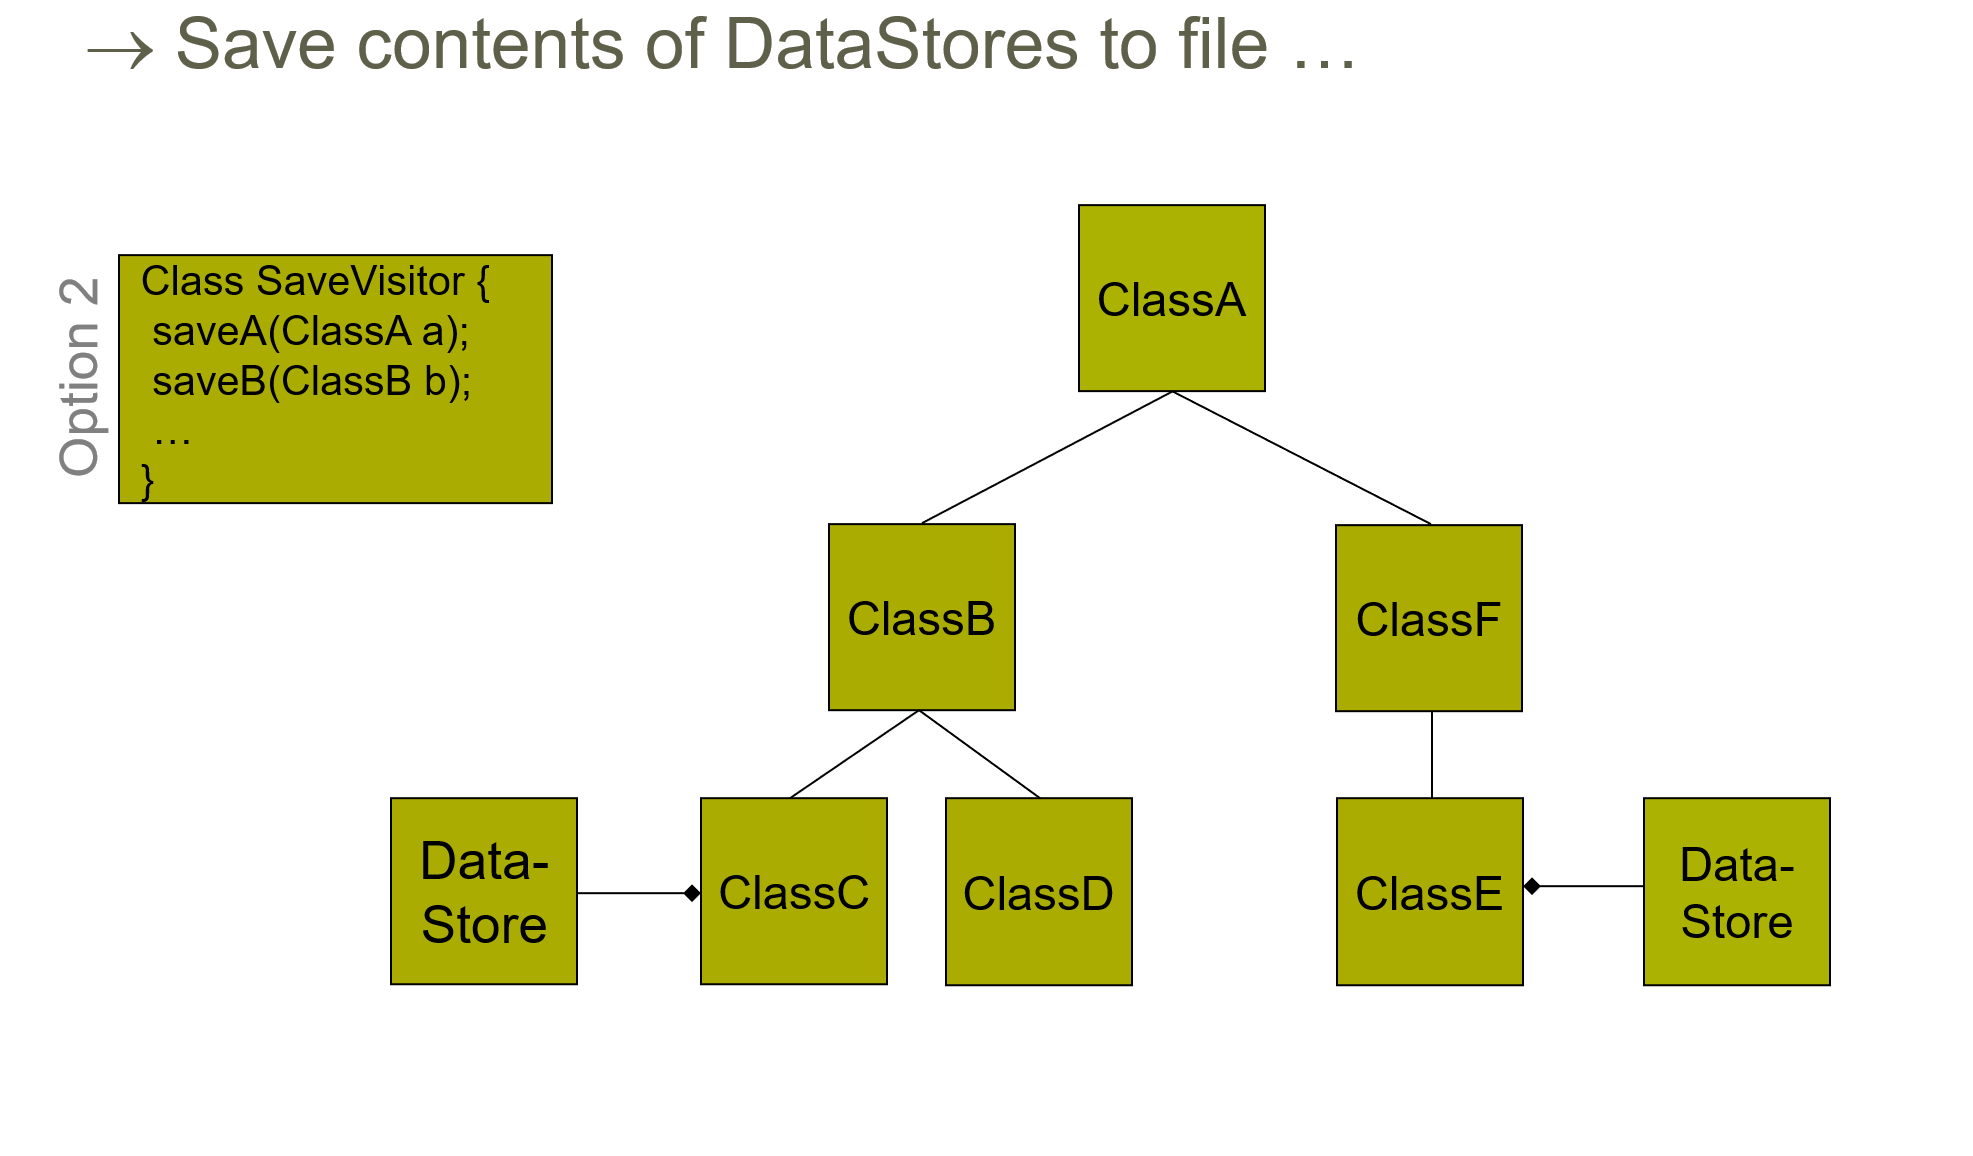 → Save contents of DataStores to file …
Option 2
Class SaveVisitor {
saveA(ClassA a);
saveB(ClassB b);
…
}
ClassA
ClassB
ClassF
Data-
Store
ClassC
ClassD
ClassE
Data-
Store